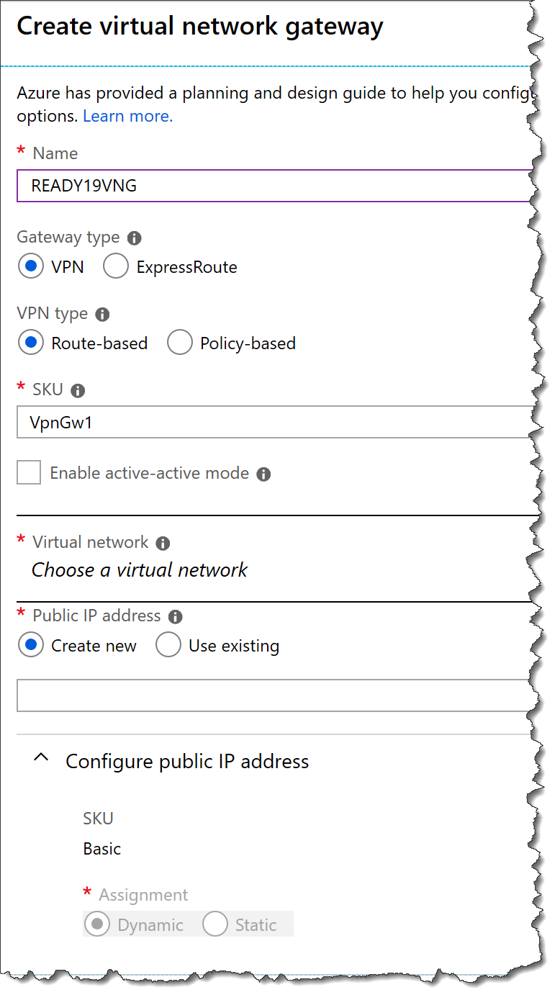 Create virtual network gateway
Azure has provided a planning and design guide to help you
options. Learn more.
* Name
READY19VNG
Gateway type
VPN ExpressRoute
VPN type
Route-based Policy-based
* SKU
VpnGw1
Enable active-active mode
* Virtual network
Choose a virtual network
* Public IP address
Create new Use existing
Configure public IP address
SKU
Basic
* Assignment
Dynamic Static